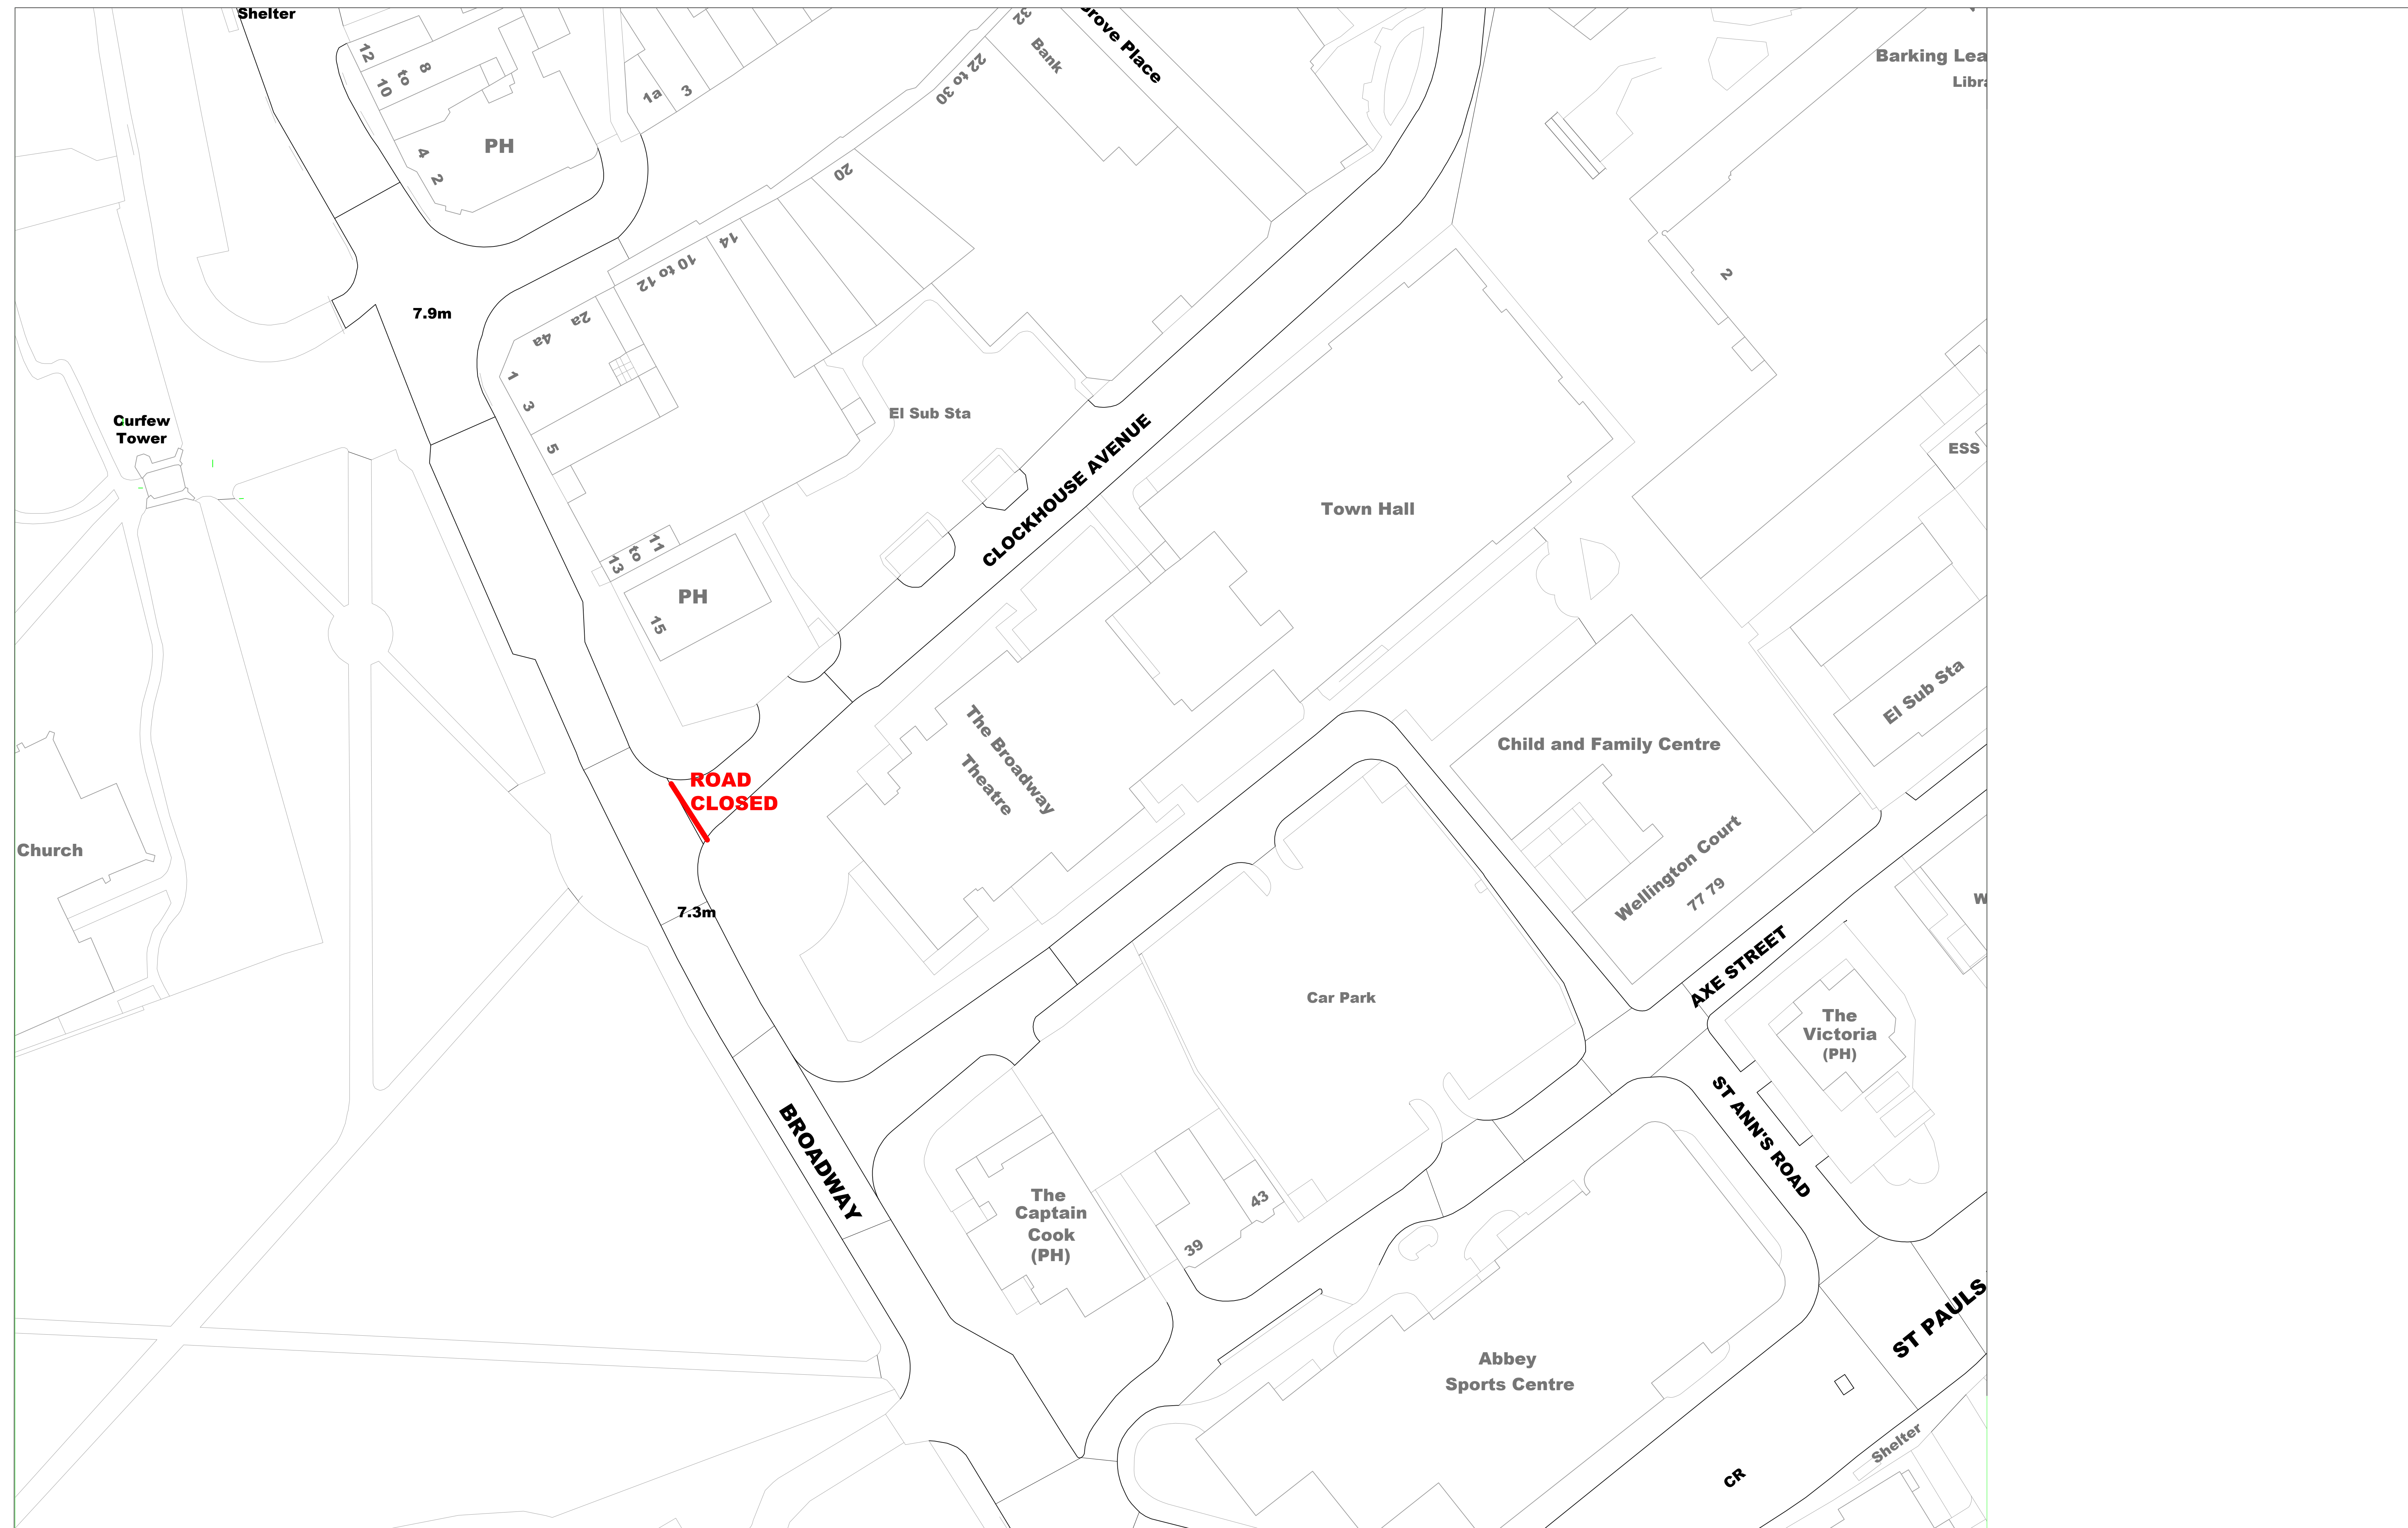 Shelter
12
10
to
8
4
2
PH
1a
3
32
22 to 30
Bank
Grove Place
Barking Lea
Libra
20
14
10 to 12
2a
4a
1
3
5
7.9m
2
Curfew
Tower
El Sub Sta
CLOCKHOUSE AVENUE
Town Hall
ESS
13
to
11
PH
15
El Sub Sta
The Broadway
Theatre
Child and Family Centre
ROAD
CLOSED
Church
Wellington Court
77 79
W
7.3m
AXE STREET
Car Park
The
Victoria
(PH)
ST ANN'S ROAD
BROADWAY
The
Captain
Cook
(PH)
43
39
ST PAULS
Abbey
Sports Centre
Shelter
CR